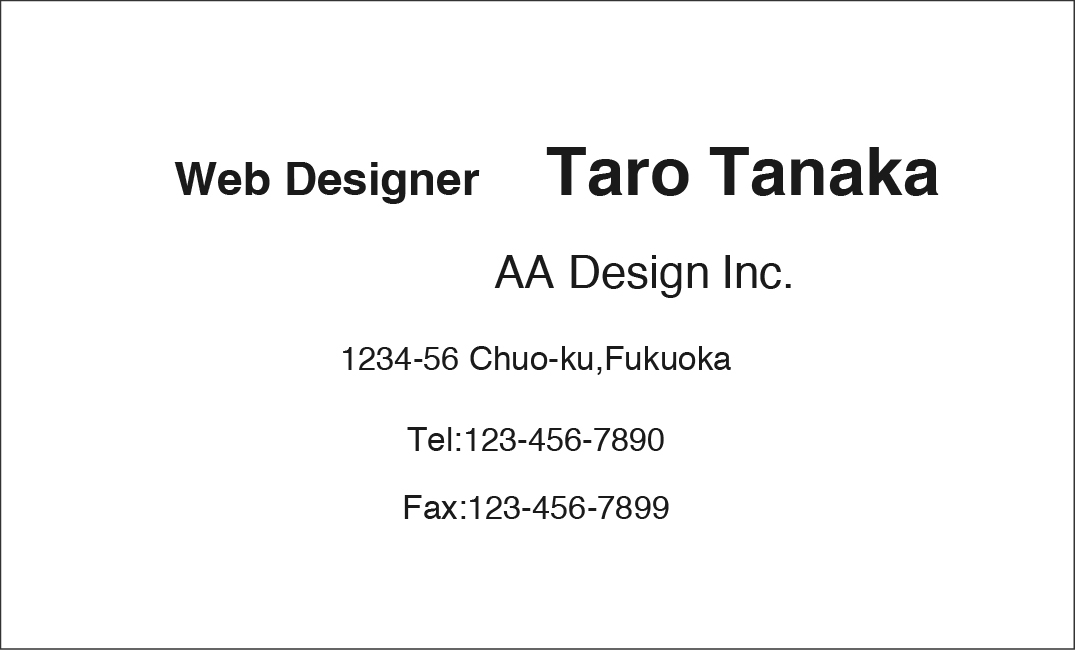 Web Designer Taro Tanaka
AA Design Inc.
1234-56 Chuo-ku,Fukuoka
Tel:123-456-7890
Fax:123-456-7899